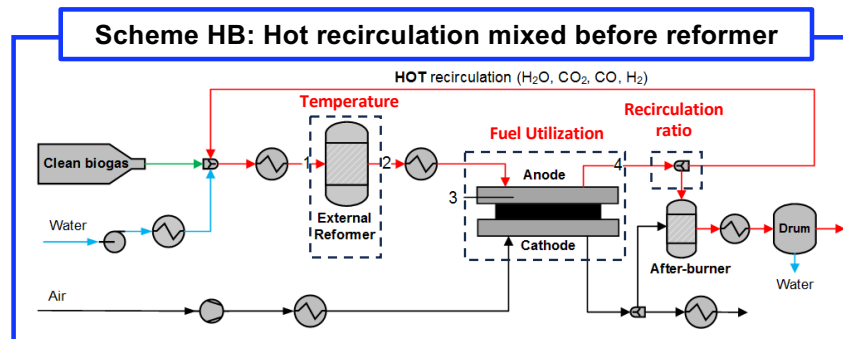 Scheme HB: Hot recirculation mixed before reformer
HOT recirculation (H₂O, CO₂, CO, H₂)
Temperature
Recirculation
ratio
Fuel Utilization
Clean biogas
1
2
4
Anode
3
External
Reformer
Water
Cathode
After-burner
Drum
Water
Air